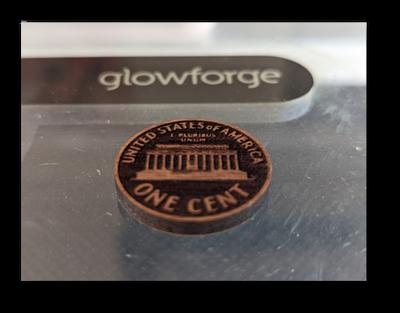 glowforge
UNITED STATES of AMERICA
E PLURIBUS
UNUM
ONE CENT